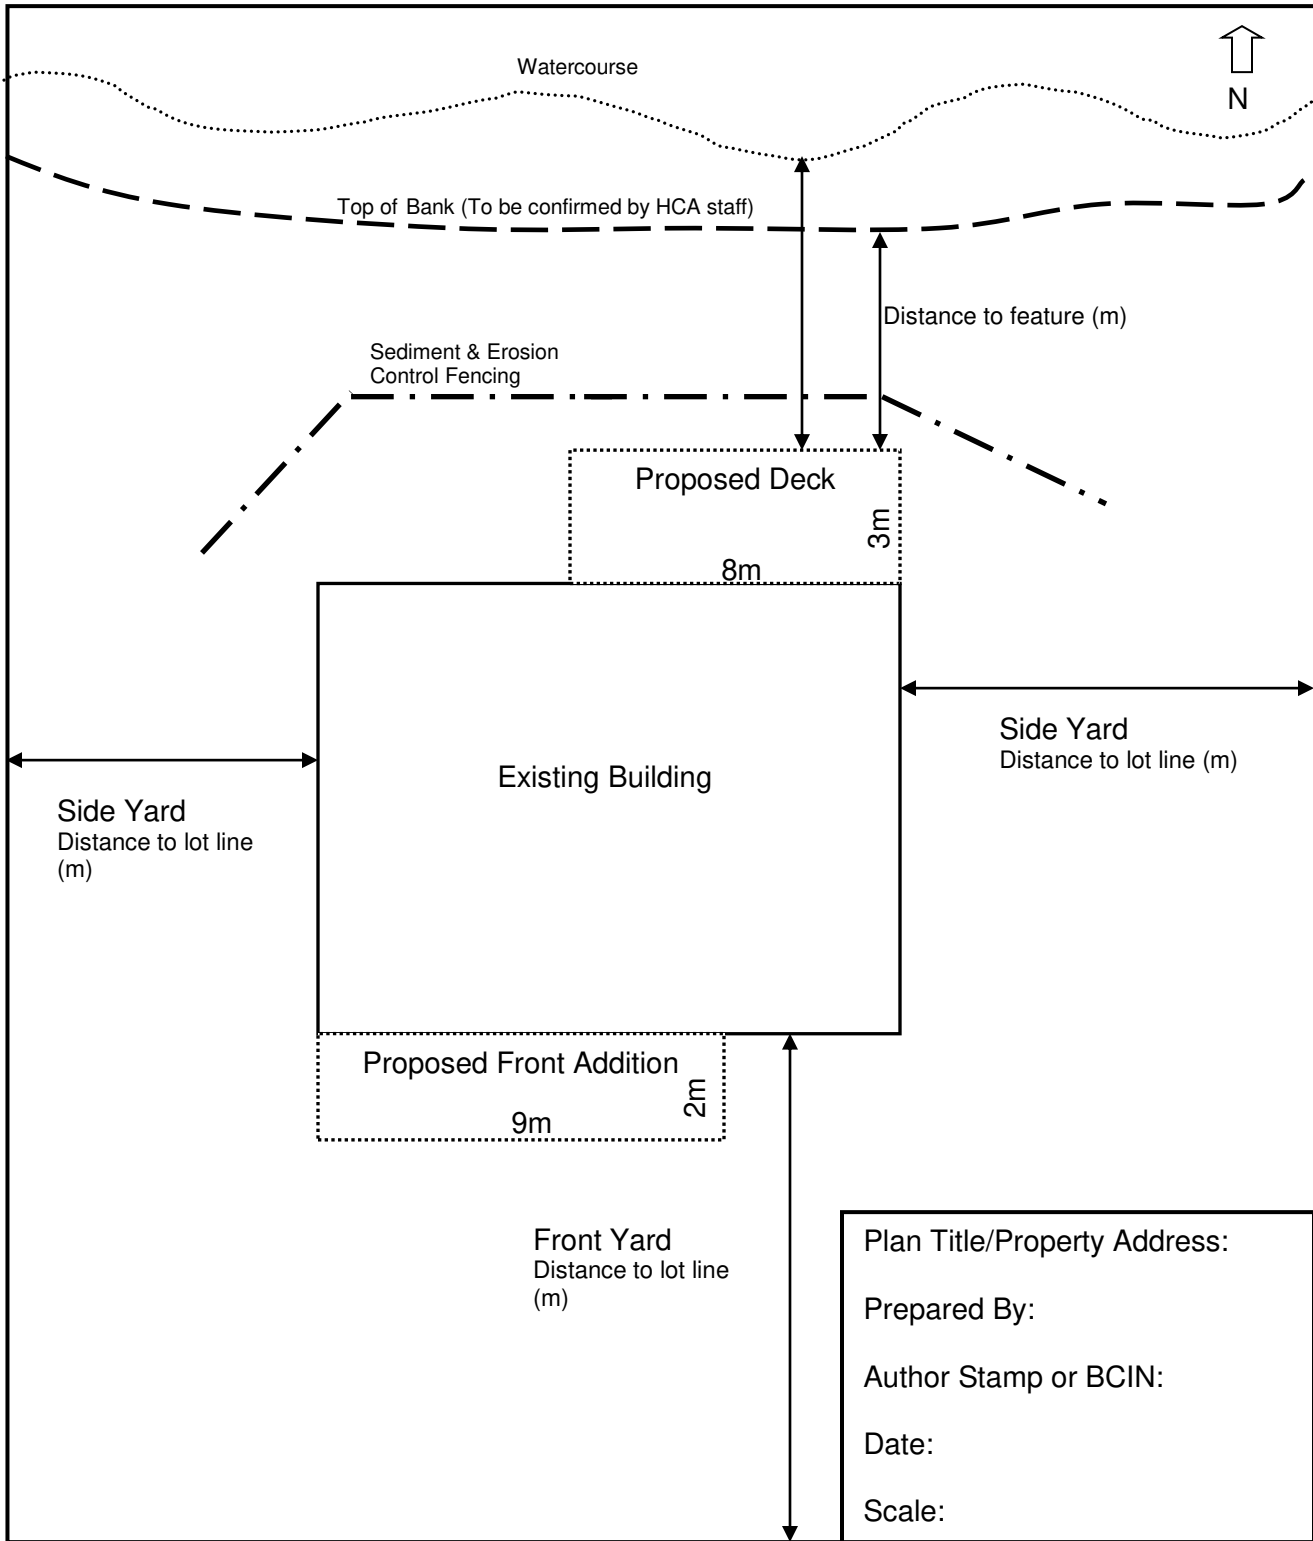 Watercourse
N
Top of Bank (To be confirmed by HCA staff)
Distance to feature (m)
Sediment & Erosion
Control Fencing
Proposed Deck
3m
8m
Side Yard
Distance to lot line (m)
Existing Building
Side Yard
Distance to lot line
(m)
Proposed Front Addition
2m
9m
Front Yard
Distance to lot line
(m)
Plan Title/Property Address:
Prepared By:
Author Stamp or BCIN:
Date:
Scale: